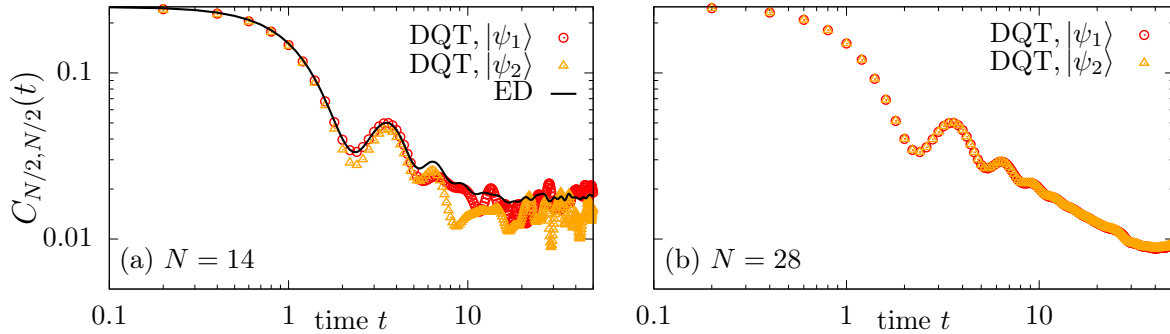 C_{N/2,N/2}(t)
0.1
0.01
DQT, |ψ₁⟩
DQT, |ψ₂⟩
ED
(a) N = 14
0.1
1
10
time t
DQT, |ψ₁⟩
DQT, |ψ₂⟩
(b) N = 28
0.1
1
10
time t